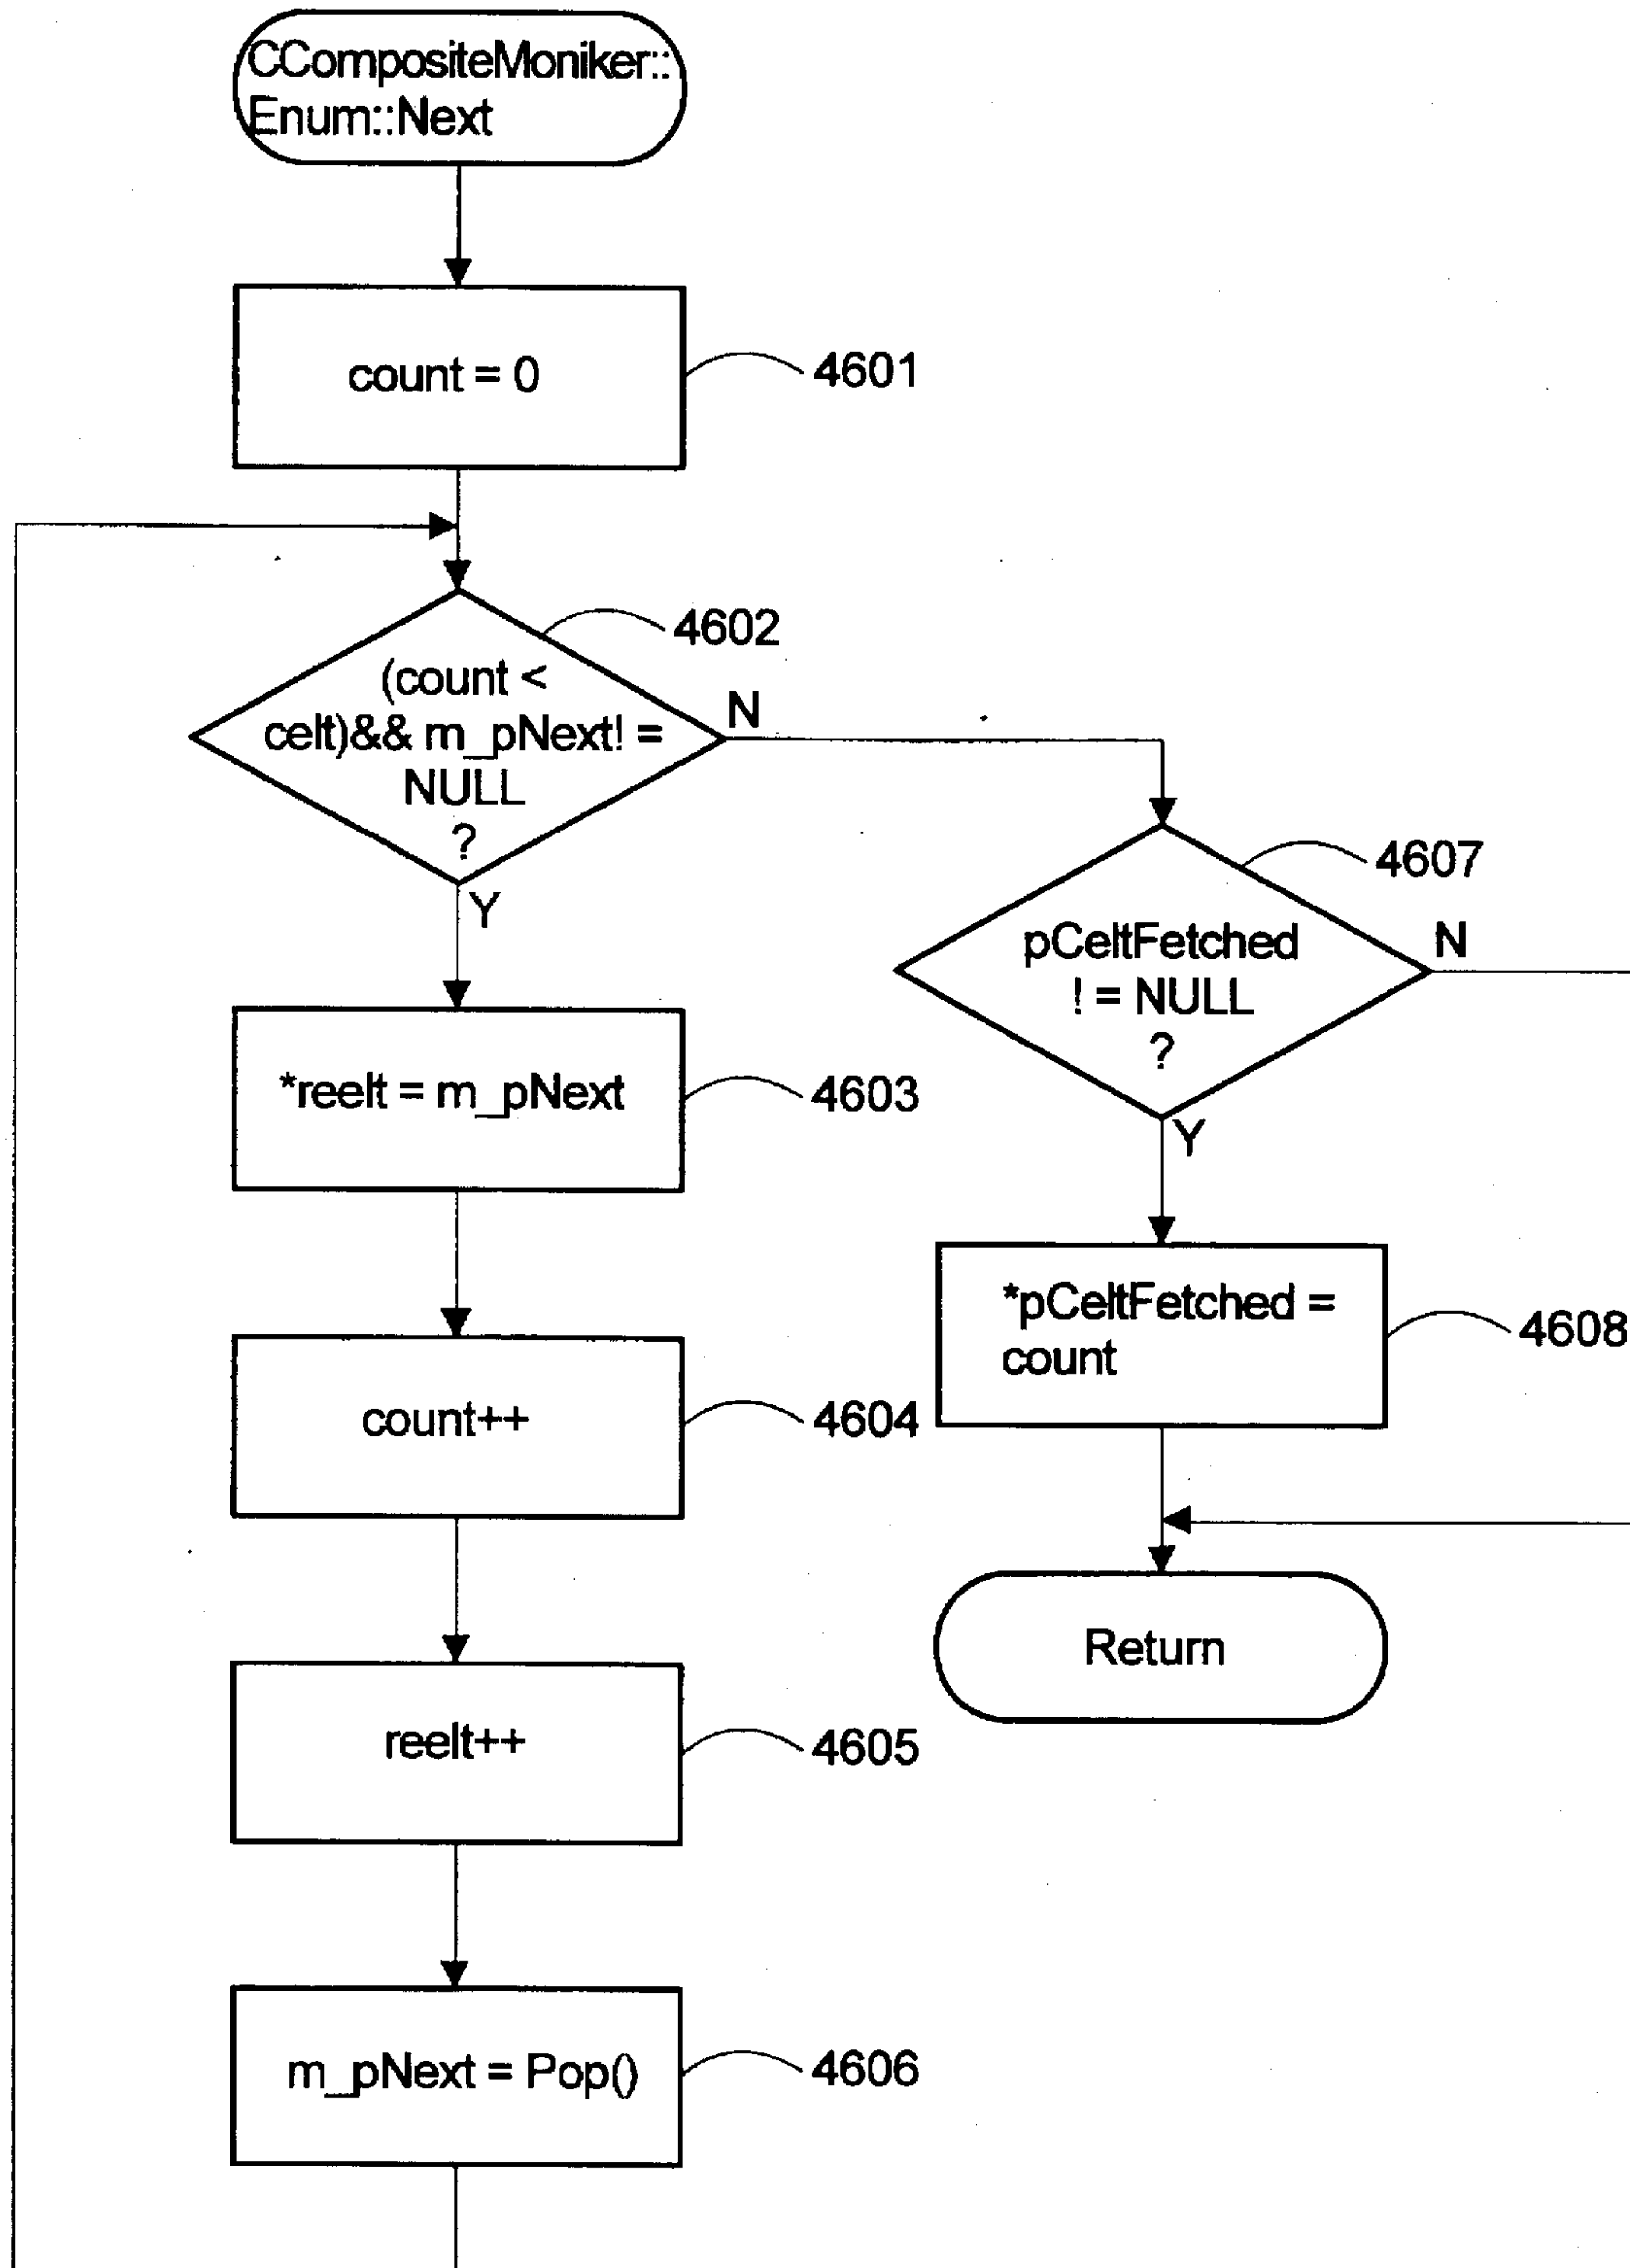 CCompositeMoniker::
Enum::Next
count = 0
4601
4602
(count <
celt)&& m_pNext! =
NULL
?
N
Y
4607
pCeltFetched
! = NULL
?
N
Y
*reelt = m_pNext
4603
*pCeltFetched =
count
4608
count++
4604
Return
reelt++
4605
m_pNext = Pop()
4606